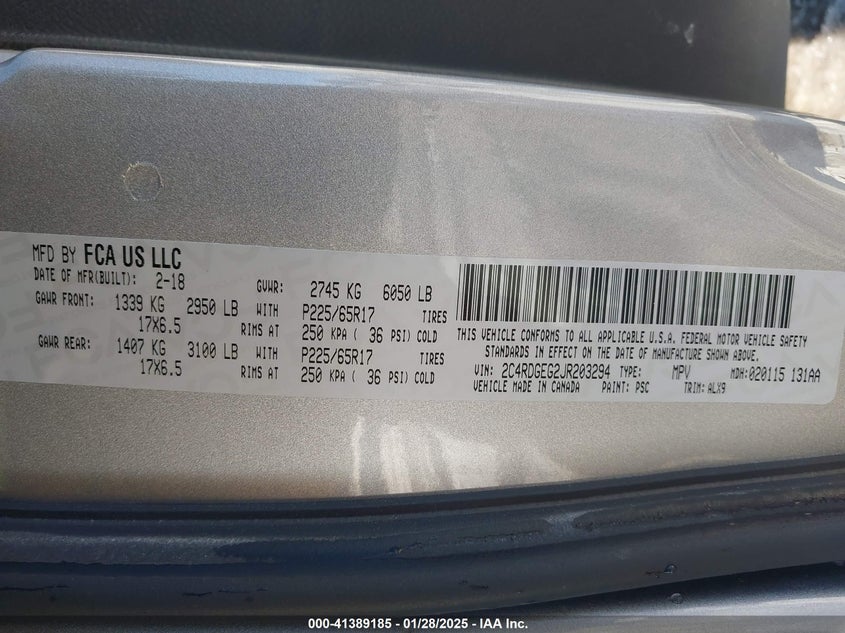 MFD BY FCA US LLC
DATE OF MFR(BUILT): 2-18 GVWR: 2745 KG 6050 LB
GAWR FRONT: 1339 KG 2950 LB WITH P225/65R17 TIRES
17X6.5 RIMS AT 250 KPA ( 36 PSI) COLD
GAWR REAR: 1407 KG 3100 LB WITH P225/65R17 TIRES
17X6.5 RIMS AT 250 KPA ( 36 PSI) COLD
THIS VEHICLE CONFORMS TO ALL APPLICABLE U.S.A. FEDERAL MOTOR VEHICLE SAFETY
STANDARDS IN EFFECT ON THE DATE OF MANUFACTURE SHOWN ABOVE.
VIN: 2C4RDGEG2JR203294 TYPE: MPV MDH:020115 131AA
VEHICLE MADE IN CANADA PAINT: PSC TRIM: ALX9
000-41389185 - 01/28/2025 - IAA Inc.